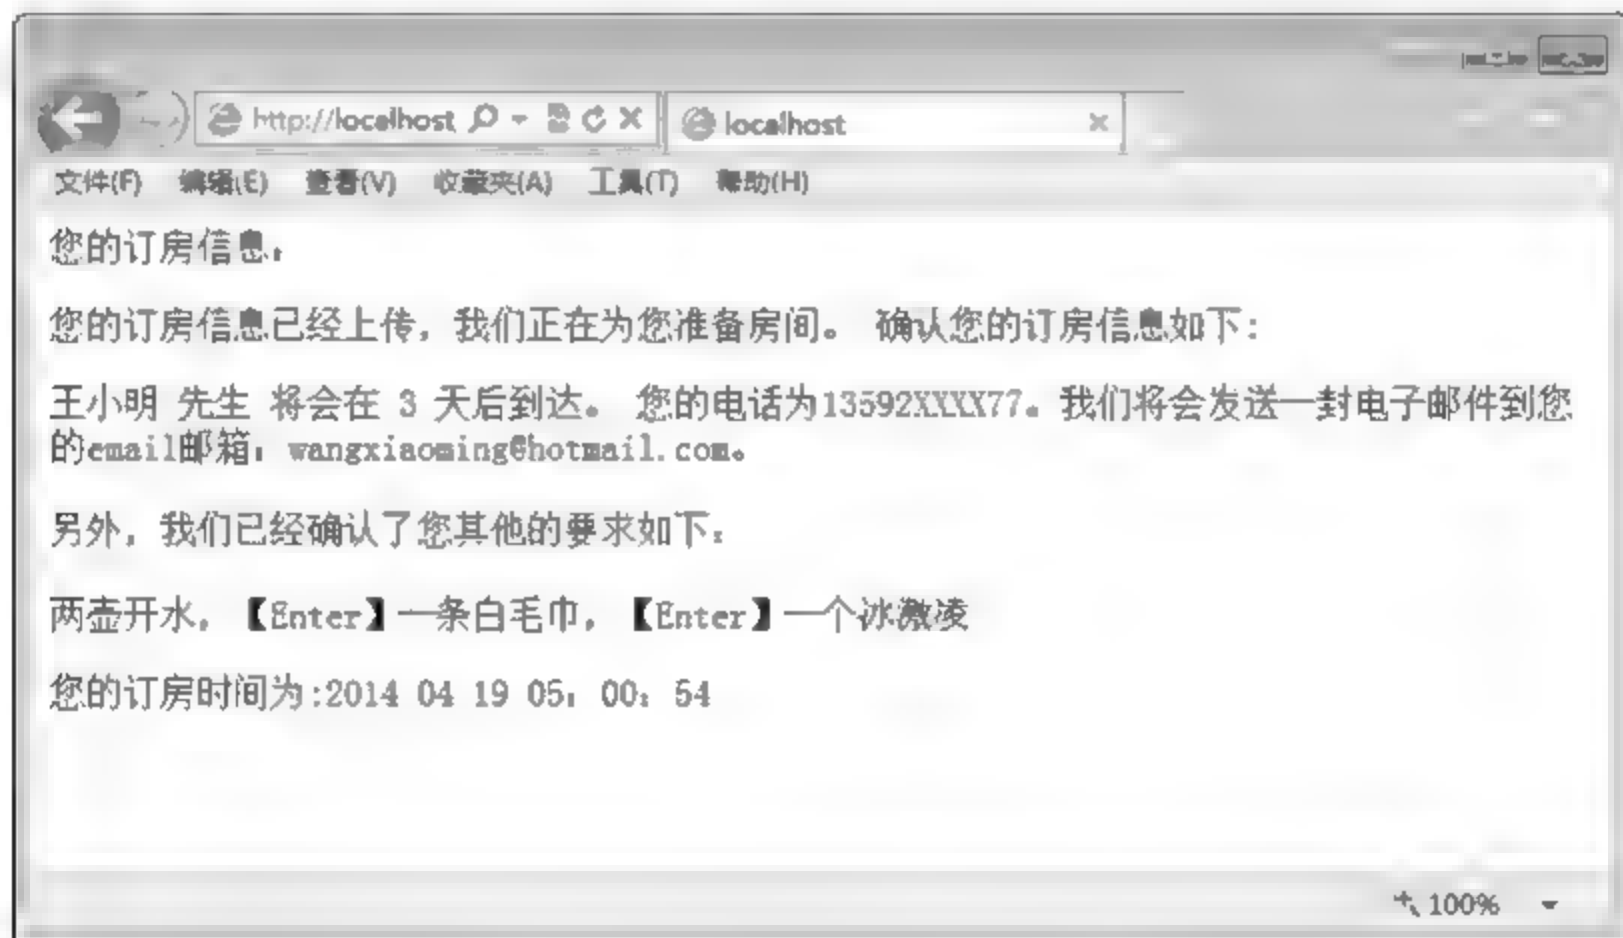 http://localhost
localhost
文件(F) 编辑(E) 查看(V) 收藏夹(A) 工具(T) 帮助(H)
您的订房信息:
您的订房信息已经上传,我们正在为您准备房间。 确认您的订房信息如下:
王小明 先生 将会在 3 天后到达。 您的电话为13592XXXX77。我们将会发送一封电子邮件到您
的email邮箱: wangxiaoming@hotmail.com。
另外,我们已经确认了您其他的要求如下:
两壶开水,【Enter】一条白毛巾,【Enter】一个冰激凌
您的订房时间为:2014 04 19 05: 00: 54
100%